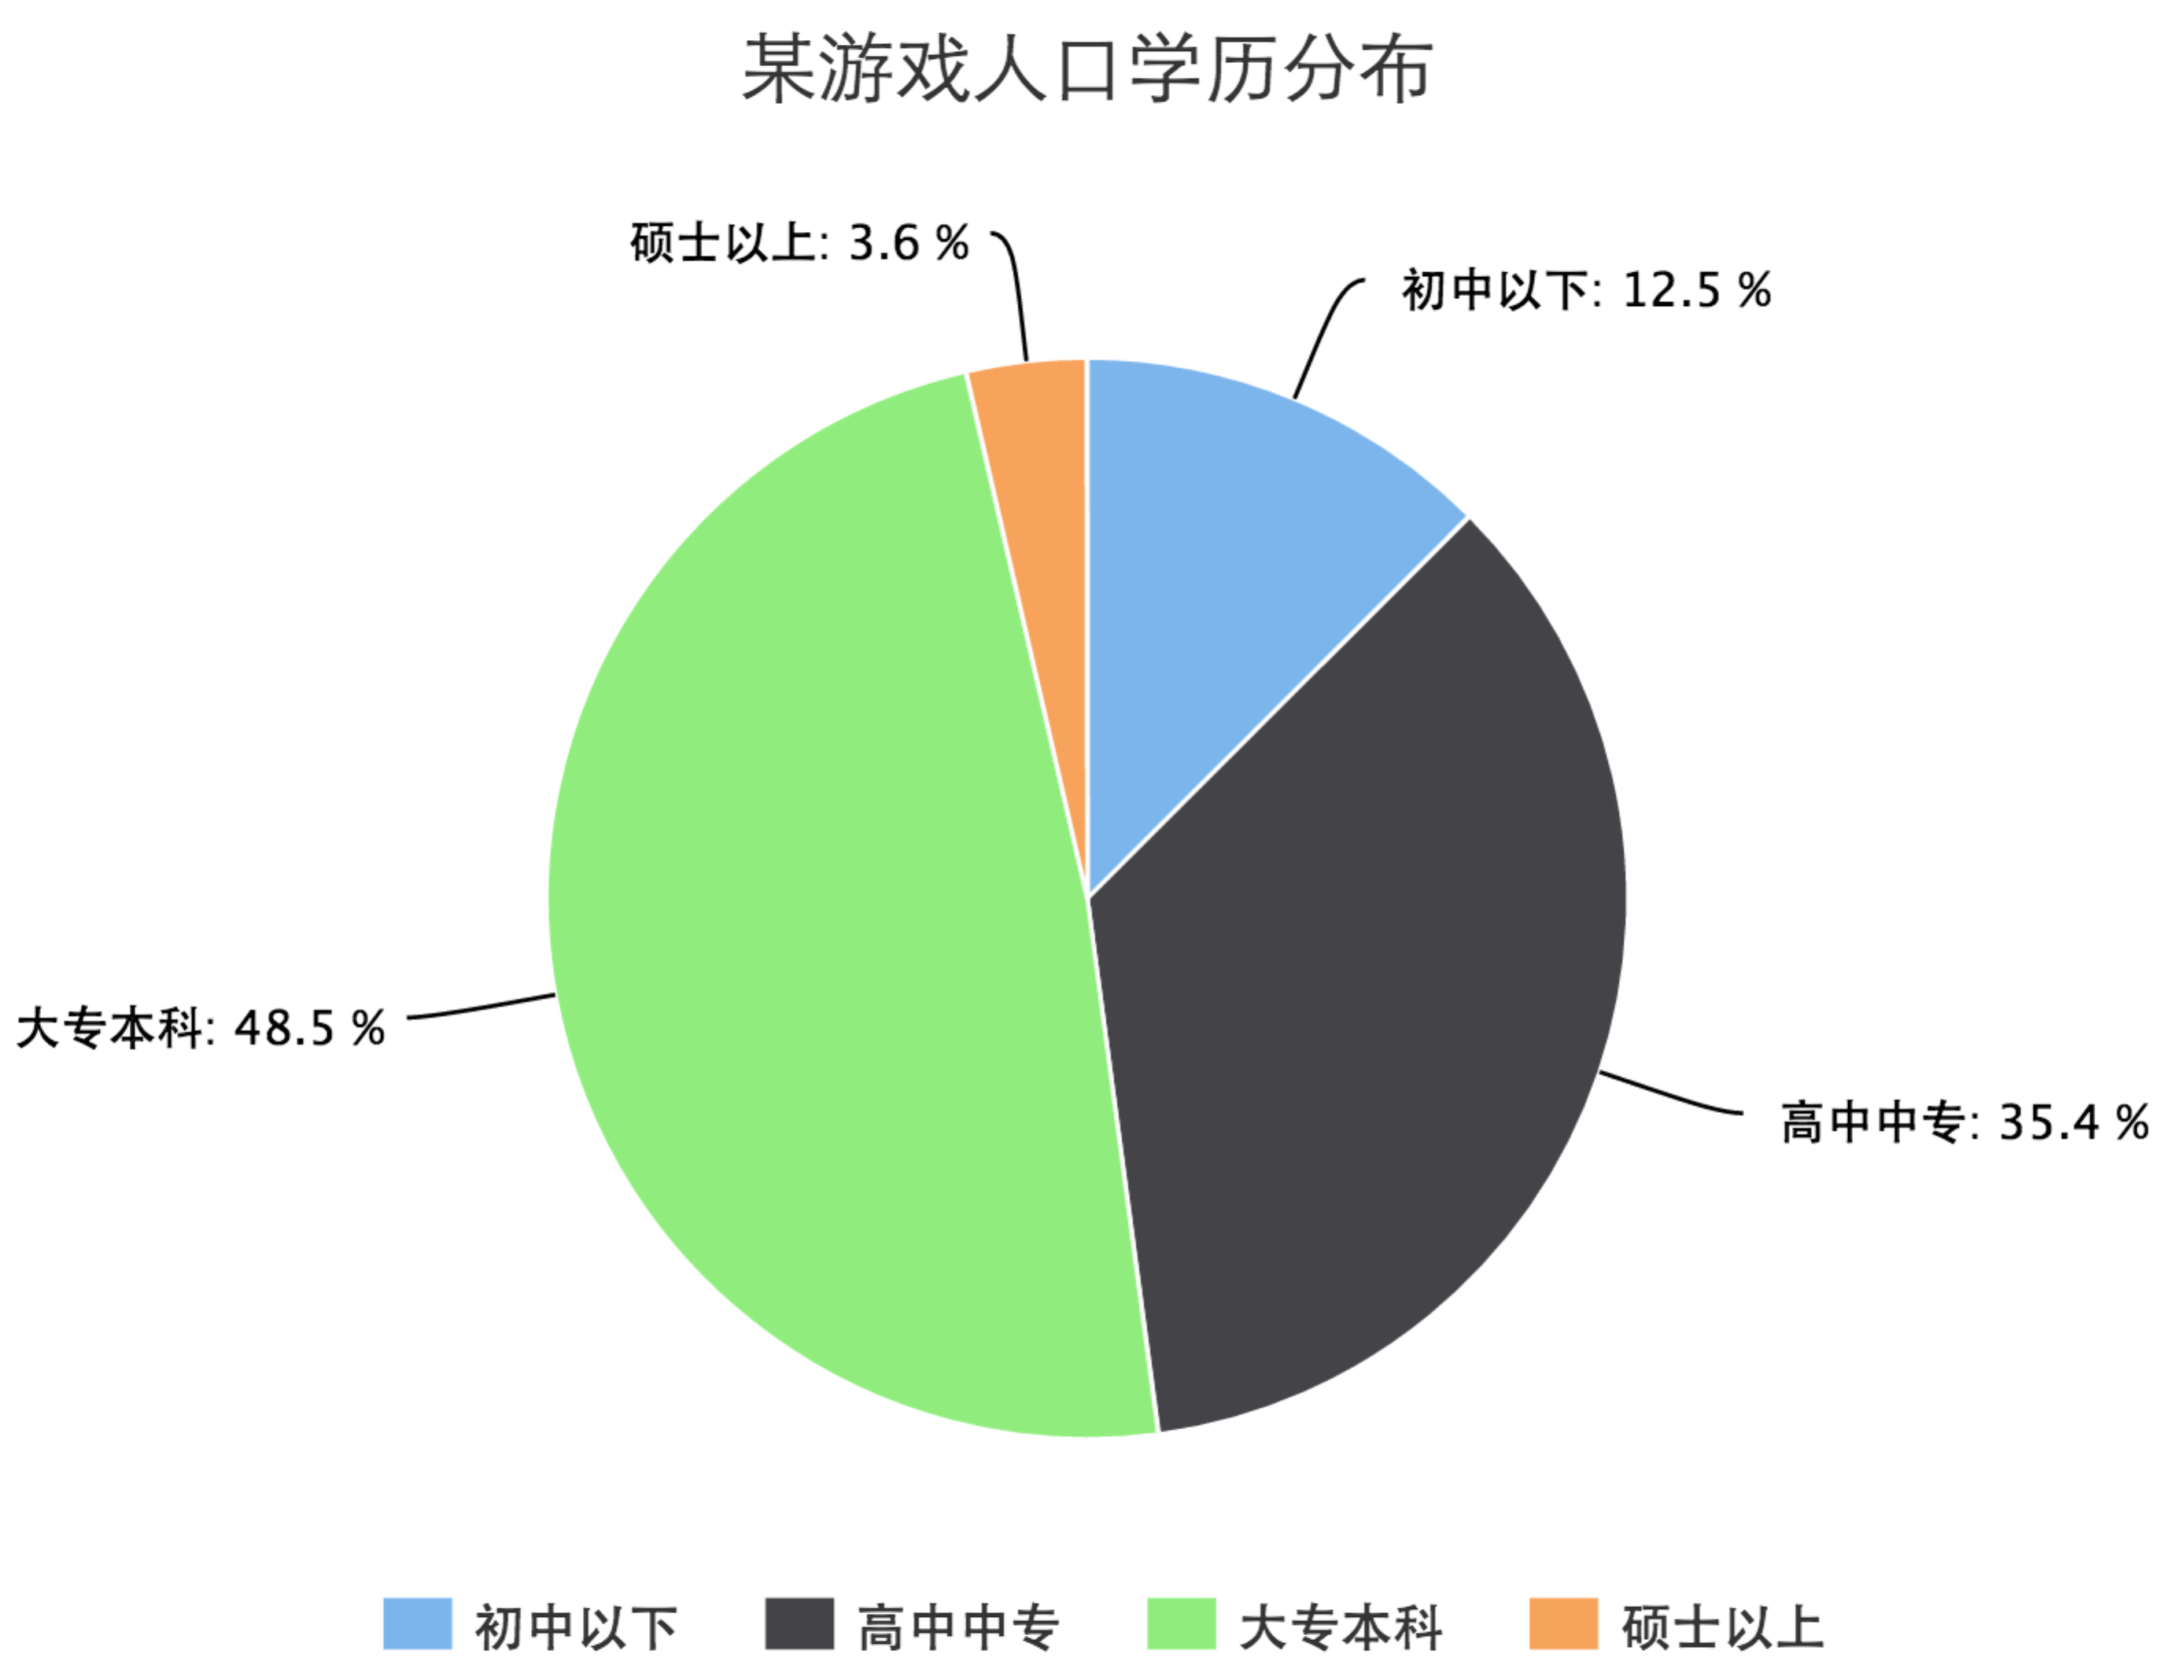 某游戏人口学历分布
硕士以上: 3.6 %
初中以下: 12.5 %
大专本科: 48.5 %
高中中专: 35.4 %
初中以下
高中中专
大专本科
硕士以上